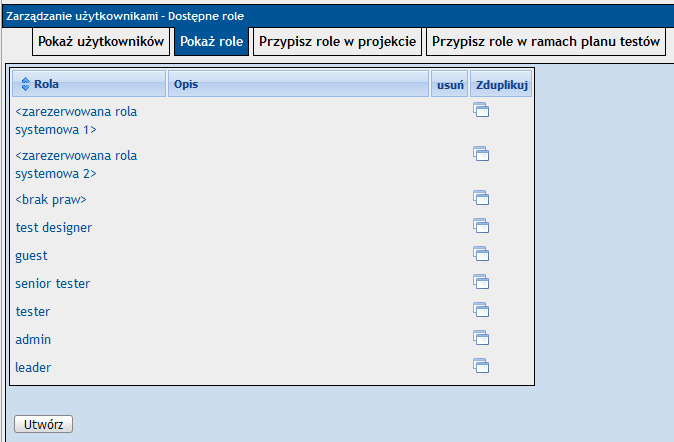 Zarządzanie użytkownikami - Dostępne role
Pokaż użytkowników Pokaż role Przypisz role w projekcie Przypisz role w ramach planu testów
Rola Opis usuń Zduplikuj
<zarezerwowana rola
systemowa 1>
<zarezerwowana rola
systemowa 2>
<brak praw>
test designer
guest
senior tester
tester
admin
leader
Utwórz